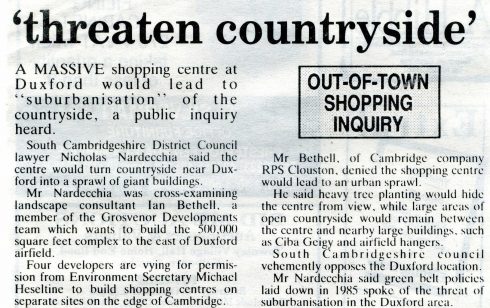 ‘threaten countryside’
A MASSIVE shopping centre at
Duxford would lead to
“suburbanisation” of the
countryside, a public inquiry
heard.
South Cambridgeshire District Council
lawyer Nicholas Nardecchia said the
centre would turn countryside near Dux-
ford into a sprawl of giant buildings.
Mr Nardecchia was cross-examining
landscape consultant Ian Bethell, a
member of the Grosvenor Developments
team which wants to build the 500,000
square feet complex to the east of Duxford
airfield.
Four developers are vying for permis-
sion from Environment Secretary Michael
Heseltine to build shopping centres on
separate sites on the edge of Cambridge.
OUT-OF-TOWN
SHOPPING
INQUIRY
Mr Bethell, of Cambridge company
RPS Clouston, denied the shopping centre
would lead to an urban sprawl.
He said heavy tree planting would hide
the centre from view, while large areas of
open countryside would remain between
the centre and nearby large buildings, such
as Ciba Geigy and airfield hangers.
South Cambridgeshire council
vehemently opposes the Duxford location.
Mr Nardecchia said green belt policies
laid down in 1985 spoke of the threat of
suburbanisation in the Duxford area.